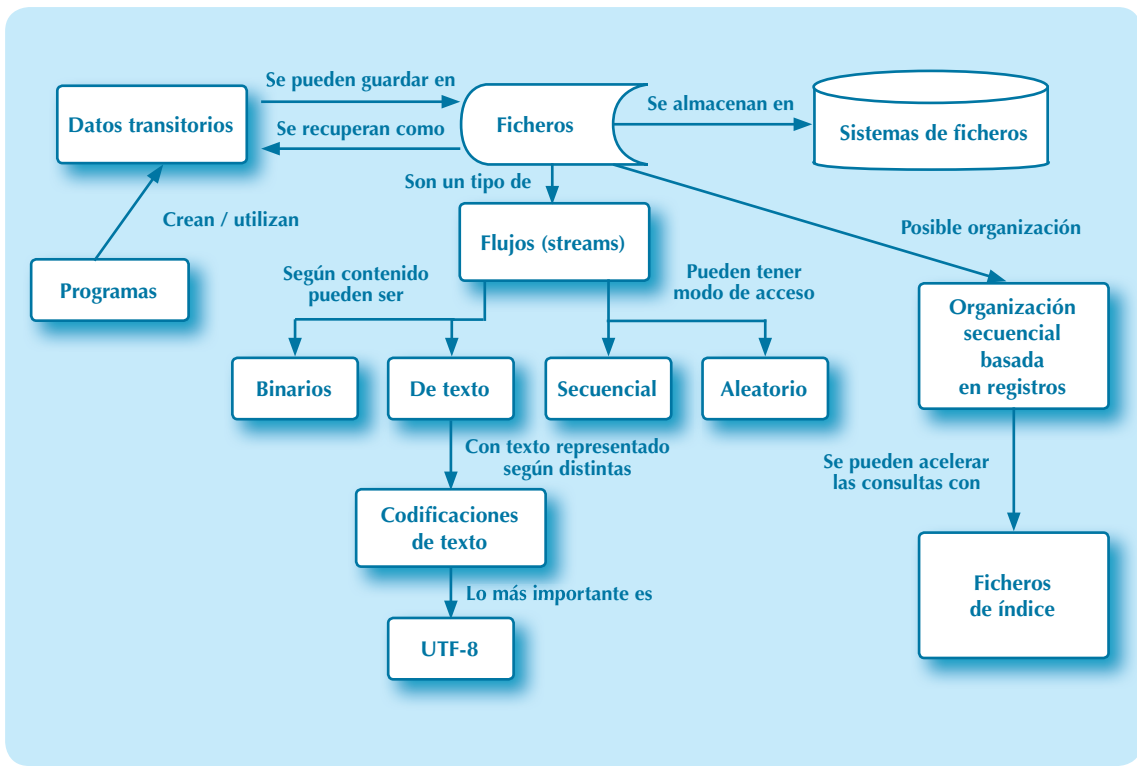 Se pueden guardar en
Datos transitorios
Se recuperan como
Ficheros
Se almacenan en
Sistemas de ficheros
Son un tipo de
Crean / utilizan
Programas
Flujos (streams)
Posible organización
Según contenido
pueden ser
Pueden tener
modo de acceso
Binarios
De texto
Secuencial
Aleatorio
Organización
secuencial
basada
en registros
Con texto representado
según distintas
Se pueden acelerar
las consultas con
Codificaciones
de texto
Lo más importante es
UTF-8
Ficheros
de índice